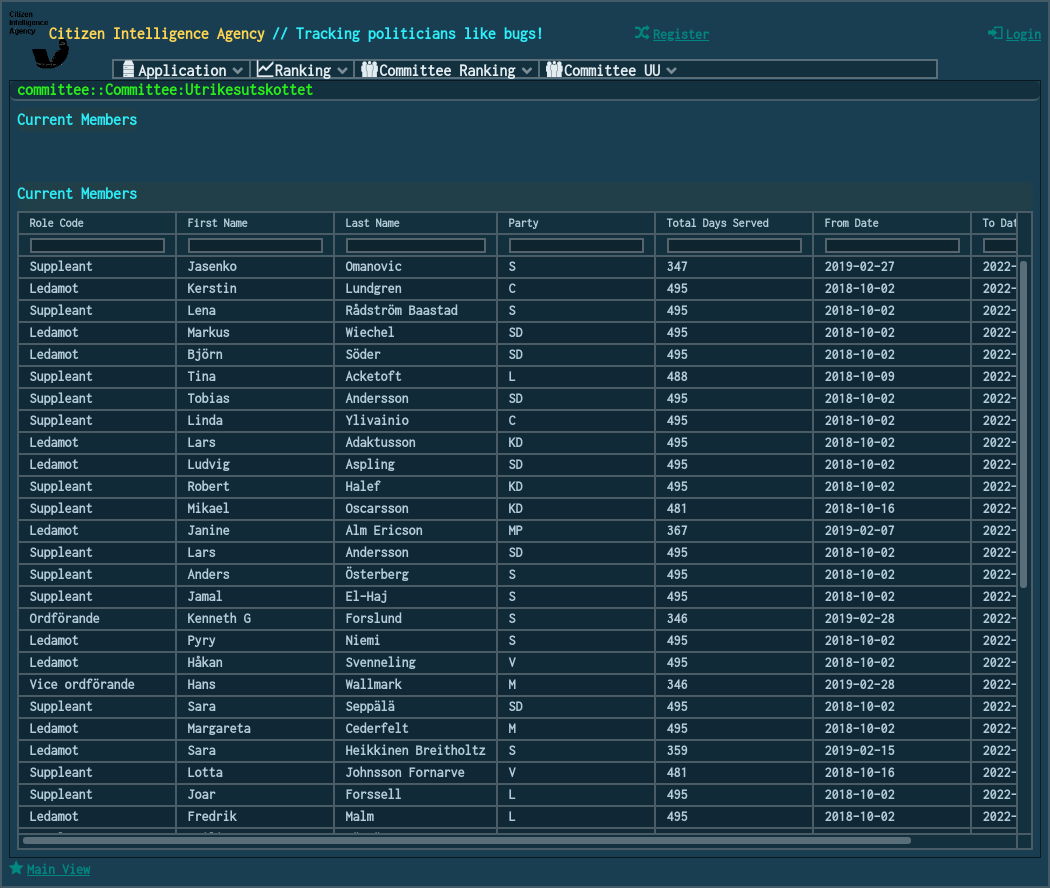 Citizen
Intelligence
Agency
Citizen Intelligence Agency // Tracking politicians like bugs!
Register
Login
Application Ranking Committee Ranking Committee UU
committee::Committee:Utrikesutskottet
Current Members
Current Members
Role Code First Name Last Name Party Total Days Served From Date To Dat
Suppleant Jasenko Omanovic S 347 2019-02-27 2022-
Ledamot Kerstin Lundgren C 495 2018-10-02 2022-
Suppleant Lena Rådström Baastad S 495 2018-10-02 2022-
Ledamot Markus Wiechel SD 495 2018-10-02 2022-
Ledamot Björn Söder SD 495 2018-10-02 2022-
Suppleant Tina Acketoft L 488 2018-10-09 2022-
Suppleant Tobias Andersson SD 495 2018-10-02 2022-
Suppleant Linda Ylivainio C 495 2018-10-02 2022-
Ledamot Lars Adaktusson KD 495 2018-10-02 2022-
Ledamot Ludvig Aspling SD 495 2018-10-02 2022-
Suppleant Robert Halef KD 495 2018-10-02 2022-
Suppleant Mikael Oscarsson KD 481 2018-10-16 2022-
Ledamot Janine Alm Ericson MP 367 2019-02-07 2022-
Suppleant Lars Andersson SD 495 2018-10-02 2022-
Suppleant Anders Österberg S 495 2018-10-02 2022-
Suppleant Jamal El-Haj S 495 2018-10-02 2022-
Ordförande Kenneth G Forslund S 346 2019-02-28 2022-
Ledamot Pyry Niemi S 495 2018-10-02 2022-
Ledamot Håkan Svenneling V 495 2018-10-02 2022-
Vice ordförande Hans Wallmark M 346 2019-02-28 2022-
Suppleant Sara Seppälä SD 495 2018-10-02 2022-
Ledamot Margareta Cederfelt M 495 2018-10-02 2022-
Ledamot Sara Heikkinen Breitholtz S 359 2019-02-15 2022-
Suppleant Lotta Johnsson Fornarve V 481 2018-10-16 2022-
Suppleant Joar Forssell L 495 2018-10-02 2022-
Ledamot Fredrik Malm L 495 2018-10-02 2022-
Main View